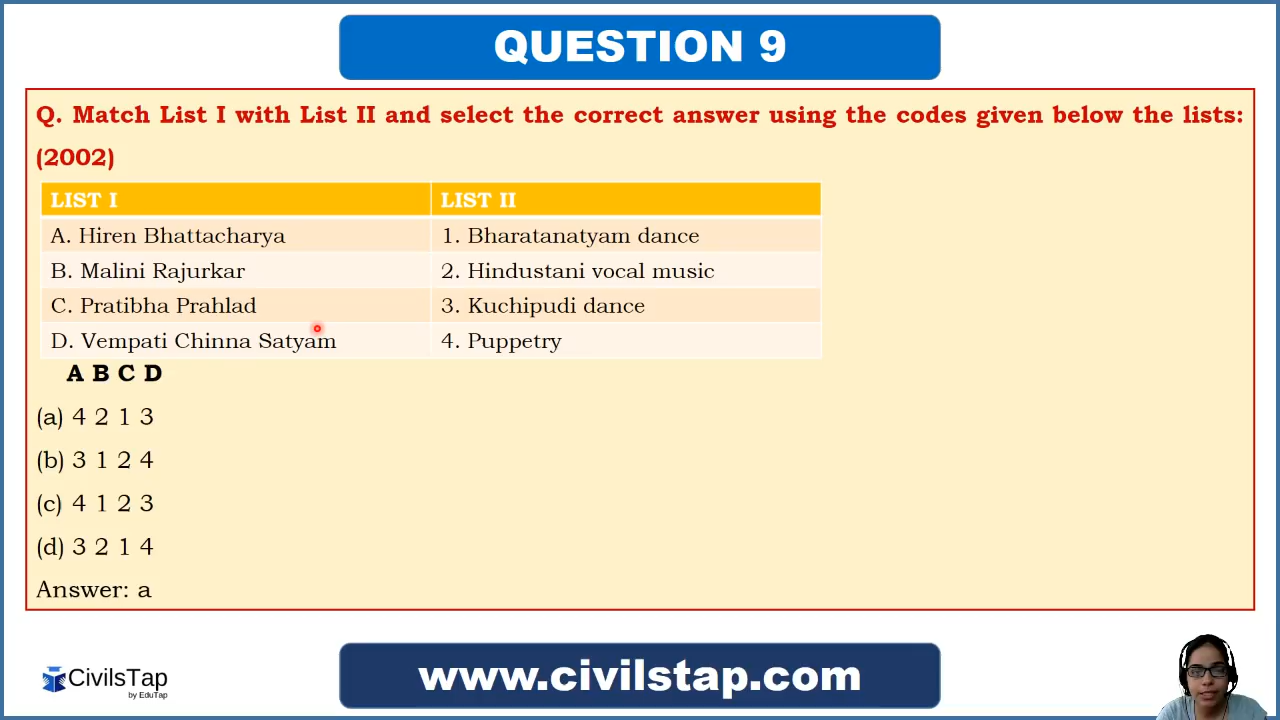 QUESTION 9
Q. Match List I with List II and select the correct answer using the codes given below the lists:
(2002)
LIST I LIST II
A. Hiren Bhattacharya 1. Bharatanatyam dance
B. Malini Rajurkar 2. Hindustani vocal music
C. Pratibha Prahlad 3. Kuchipudi dance
D. Vempati Chinna Satyam 4. Puppetry
A B C D
(a) 4 2 1 3
(b) 3 1 2 4
(c) 4 1 2 3
(d) 3 2 1 4
Answer: a
CivilsTap
by EduTap
www.civilstap.com